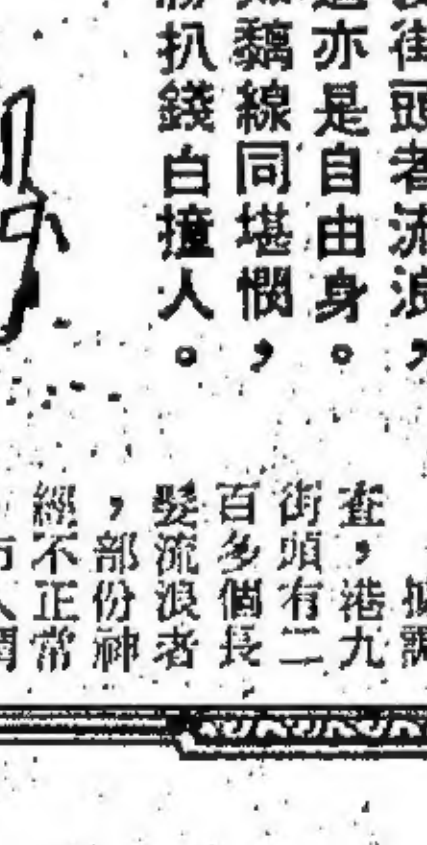 街頭者流浪，
亦是自由身。
黐線同堪憫，
扒錢白撞人。
據調
查，港九
街頭有二
百多個長
髮流浪者
，部份神
經不正常